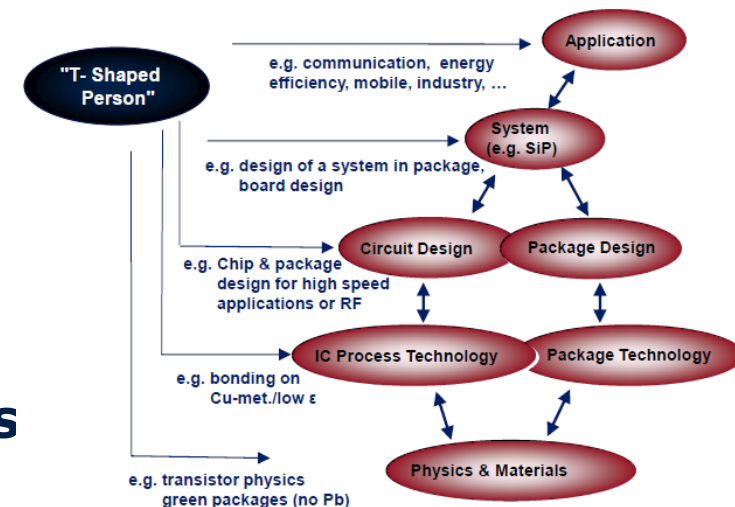 Application
"T- Shaped
Person"
e.g. communication, energy
efficiency, mobile, industry, ...
System
(e.g. SiP)
e.g. design of a system in package,
board design
Circuit Design
Package Design
e.g. Chip & package
design for high speed
applications or RF
IC Process Technology
Package Technology
e.g. bonding on
Cu-met./low ε
s
Physics & Materials
e.g. transistor physics
green packages (no Pb)